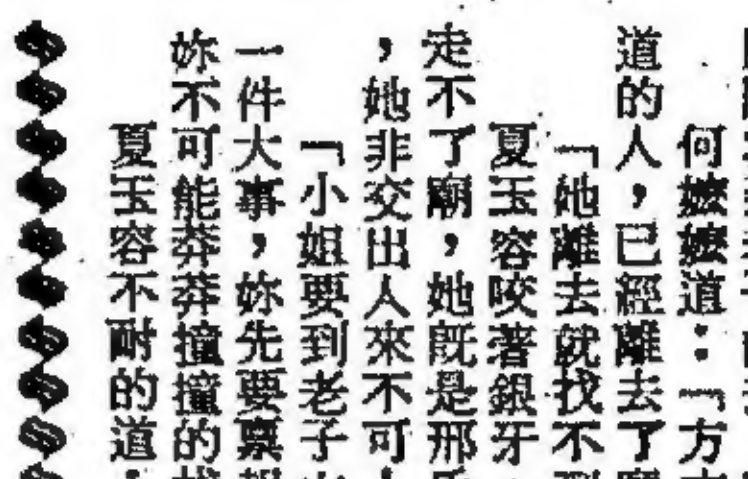 何嬤嬤道：「方
道的人，已經離去了
「她離去就找不到
夏玉容咬著銀牙
走不了廟，她既是邢
，她非交出人來不可
「小姐要到老子
一件大事，妳先要稟
妳不可能莽莽撞撞的
夏玉容不耐的道